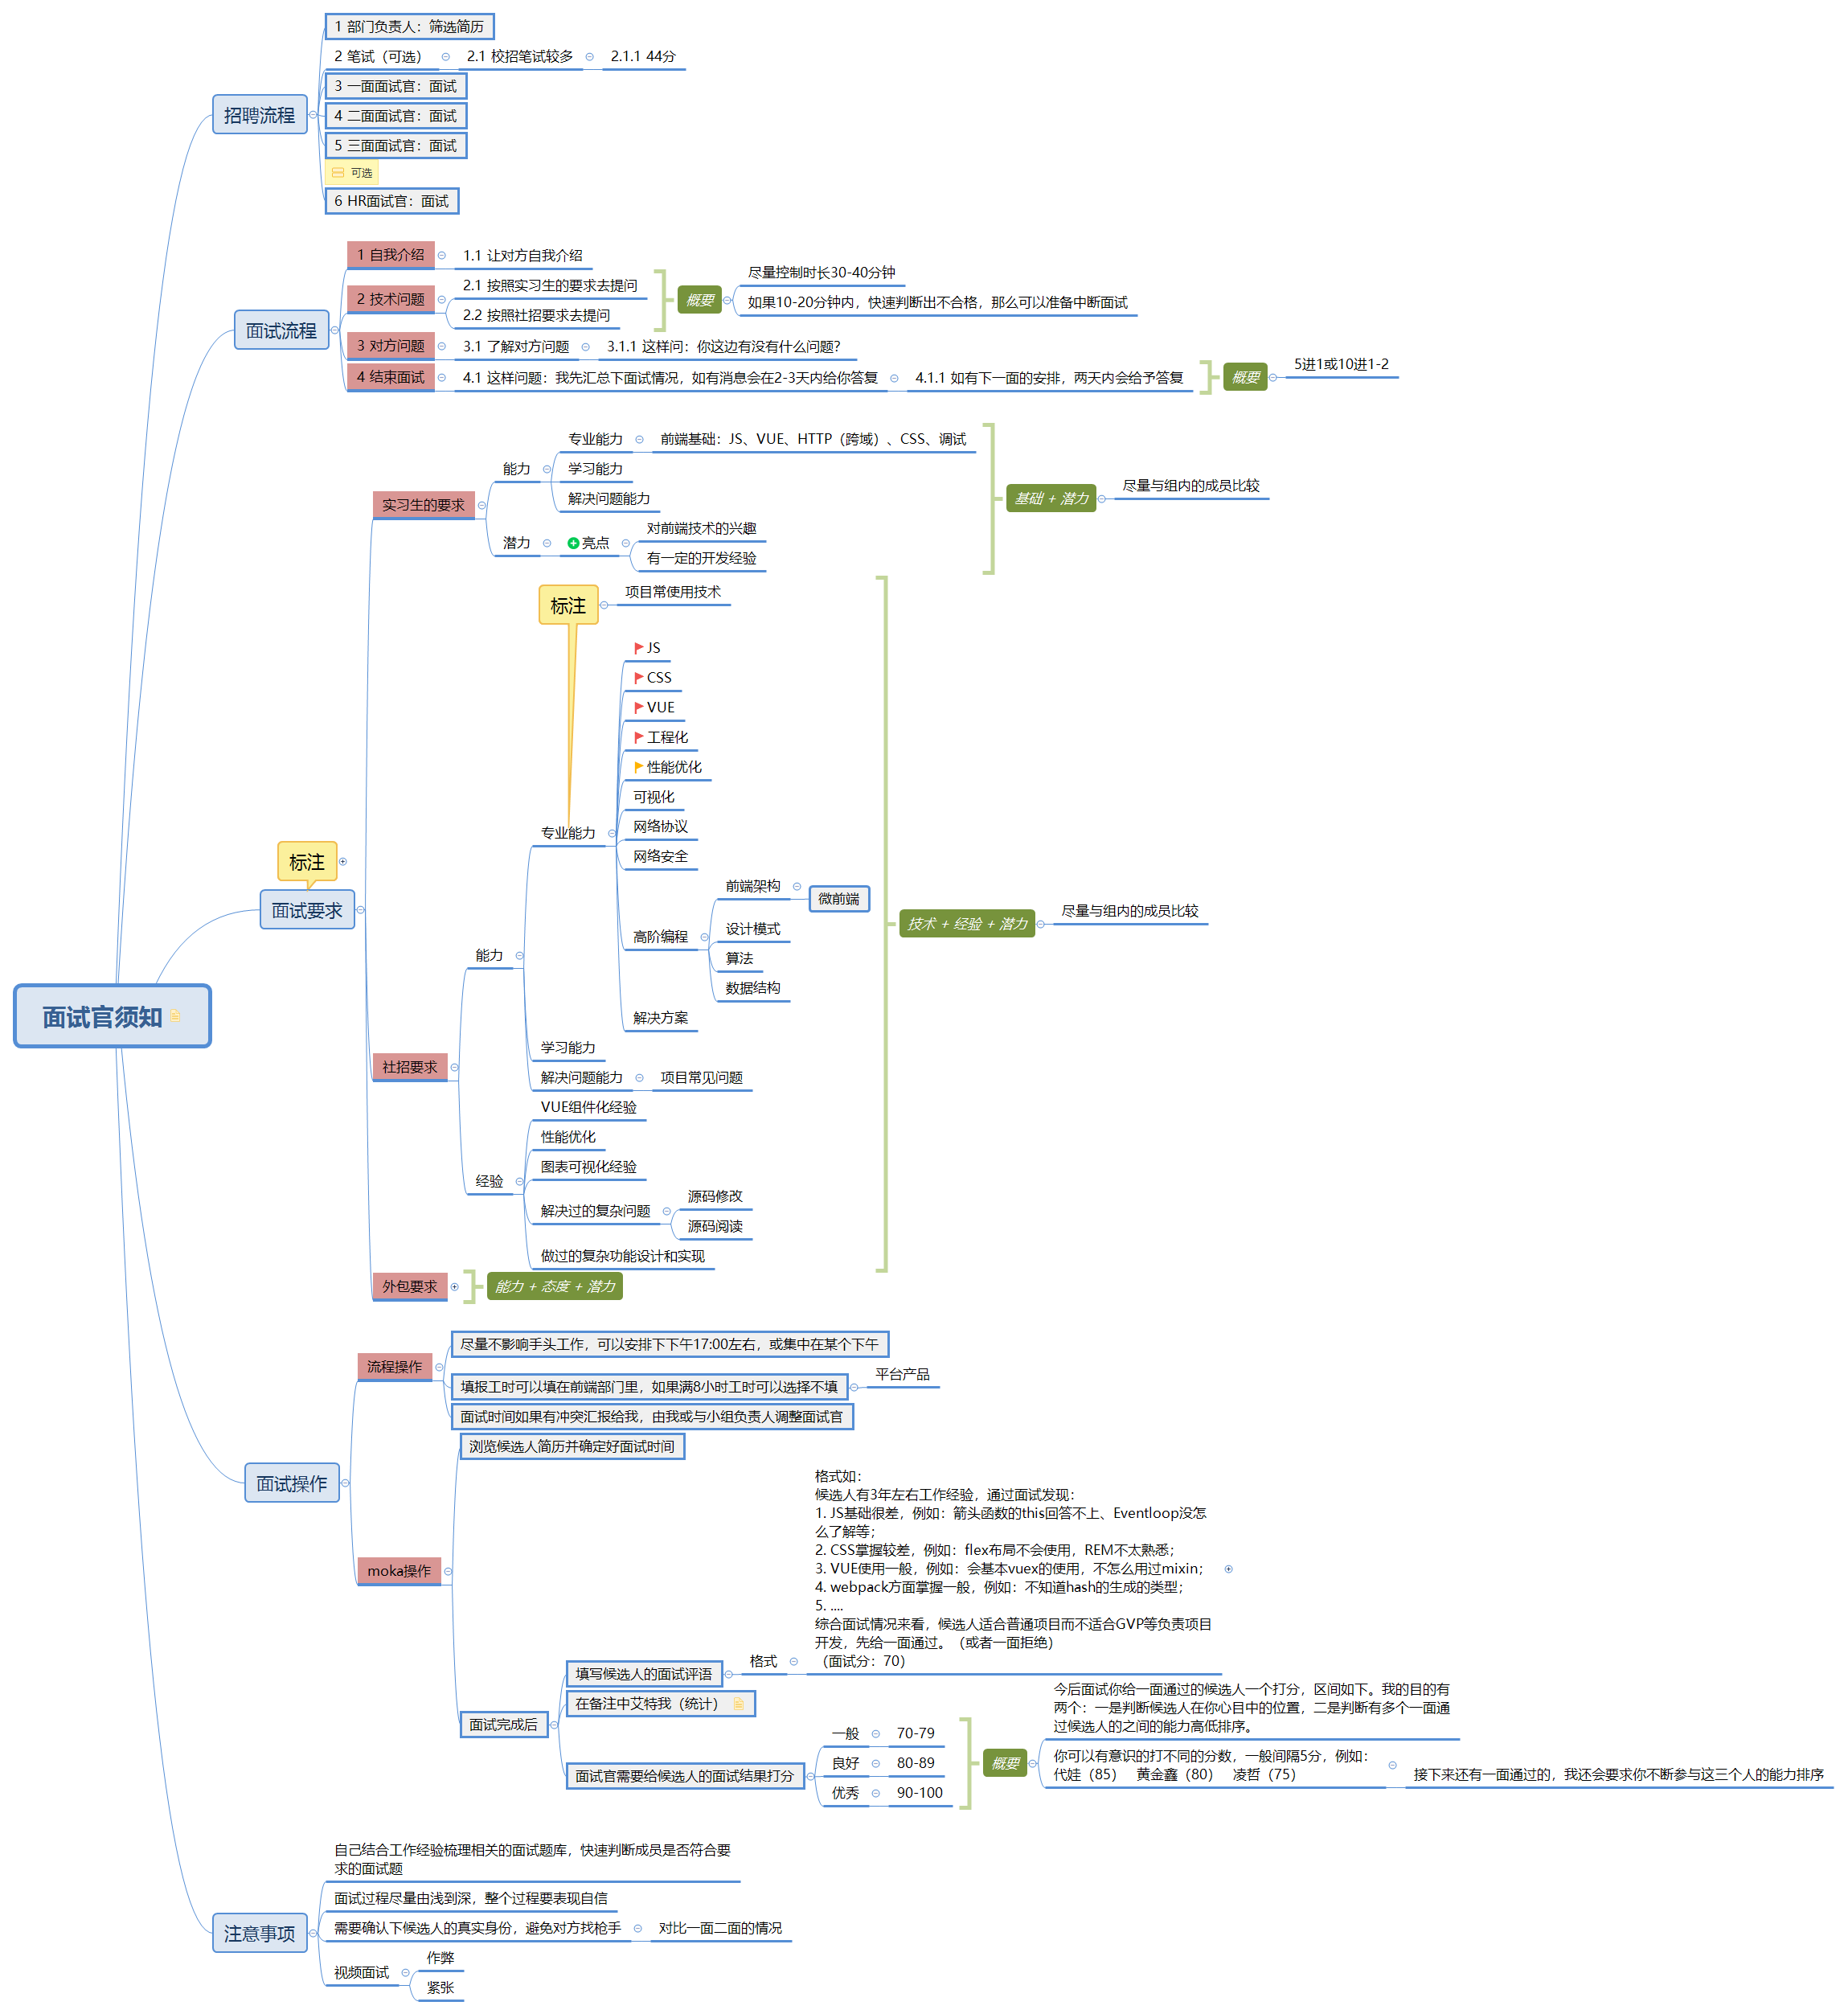 面试官须知
招聘流程
1 部门负责人：筛选简历
2 笔试（可选）
2.1 校招笔试较多
2.1.1 44分
3 一面面试官：面试
4 二面面试官：面试
5 三面面试官：面试
可选
6 HR面试官：面试
面试流程
1 自我介绍
1.1 让对方自我介绍
2 技术问题
2.1 按照实习生的要求去提问
2.2 按照社招要求去提问
概要
尽量控制时长30-40分钟
如果10-20分钟内，快速判断出不合格，那么可以准备中断面试
3 对方问题
3.1 了解对方问题
3.1.1 这样问：你这边有没有什么问题？
4 结束面试
4.1 这样问题：我先汇总下面试情况，如有消息会在2-3天内给你答复
4.1.1 如有下一面的安排，两天内会给予答复
概要
5进1或10进1-2
标注
面试要求
实习生的要求
能力
专业能力
前端基础：JS、VUE、HTTP（跨域）、CSS、调试
学习能力
解决问题能力
潜力
亮点
对前端技术的兴趣
有一定的开发经验
基础 + 潜力
尽量与组内的成员比较
社招要求
能力
标注
项目常使用技术
专业能力
JS
CSS
VUE
工程化
性能优化
可视化
网络协议
网络安全
高阶编程
前端架构
微前端
设计模式
算法
数据结构
解决方案
学习能力
解决问题能力
项目常见问题
经验
VUE组件化经验
性能优化
图表可视化经验
解决过的复杂问题
源码修改
源码阅读
做过的复杂功能设计和实现
技术 + 经验 + 潜力
尽量与组内的成员比较
外包要求
能力 + 态度 + 潜力
面试操作
流程操作
尽量不影响手头工作，可以安排下下午17:00左右，或集中在某个下午
填报工时可以填在前端部门里，如果满8小时工时可以选择不填
平台产品
面试时间如果有冲突汇报给我，由我或与小组负责人调整面试官
moka操作
浏览候选人简历并确定好面试时间
面试完成后
填写候选人的面试评语
格式
格式如：
候选人有3年左右工作经验，通过面试发现：
1. JS基础很差，例如：箭头函数的this回答不上、Eventloop没怎
么了解等；
2. CSS掌握较差，例如：flex布局不会使用，REM不太熟悉；
3. VUE使用一般，例如：会基本vuex的使用，不怎么用过mixin；
4. webpack方面掌握一般，例如：不知道hash的生成的类型；
5. ....
综合面试情况来看，候选人适合普通项目而不适合GVP等负责项目
开发，先给一面通过。（或者一面拒绝）
（面试分：70）
在备注中艾特我（统计）
面试官需要给候选人的面试结果打分
一般
70-79
良好
80-89
优秀
90-100
概要
今后面试你给一面通过的候选人一个打分，区间如下。我的目的有
两个：一是判断候选人在你心目中的位置，二是判断有多个一面通
过候选人的之间的能力高低排序。
你可以有意识的打不同的分数，一般间隔5分，例如：
代娃（85） 黄金鑫（80） 凌哲（75）
接下来还有一面通过的，我还会要求你不断参与这三个人的能力排序
注意事项
自己结合工作经验梳理相关的面试题库，快速判断成员是否符合要
求的面试题
面试过程尽量由浅到深，整个过程要表现自信
需要确认下候选人的真实身份，避免对方找枪手
对比一面二面的情况
视频面试
作弊
紧张